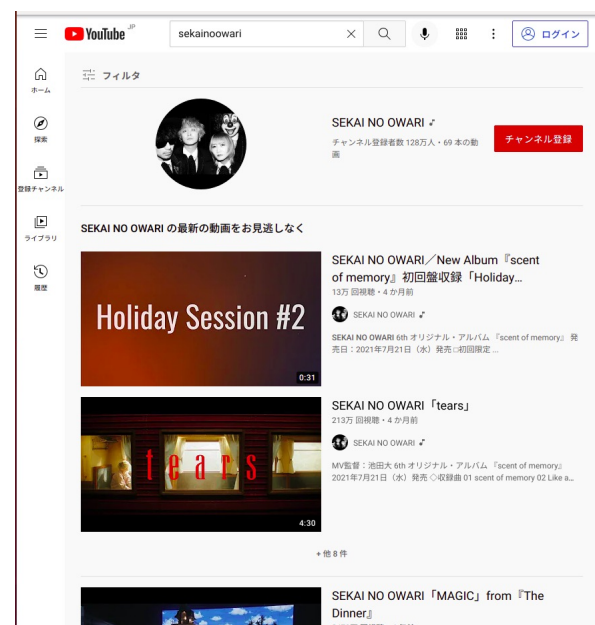 YouTube JP
sekainoowari
ログイン
ホーム
探索
登録チャンネル
ライブラリ
履歴
フィルタ
SEKAI NO OWARI
チャンネル登録者数 128万人・69 本の動
画
チャンネル登録
SEKAI NO OWARI の最新の動画をお見逃しなく
Holiday Session #2
0:31
SEKAI NO OWARI／New Album『scent
of memory』初回盤収録「Holiday...
13万 回視聴・4 か月前
SEKAI NO OWARI
SEKAI NO OWARI 6th オリジナル・アルバム 『scent of memory』 発
売日：2021年7月21日（水）発売 □初回限定 ...
tears
4:30
SEKAI NO OWARI「tears」
213万 回視聴・4 か月前
SEKAI NO OWARI
MV監督：池田大 6th オリジナル・アルバム 『scent of memory』
2021年7月21日（水）発売 ◇収録曲 01 scent of memory 02 Like a...
+ 他 8 件
SEKAI NO OWARI「MAGIC」from『The
Dinner』